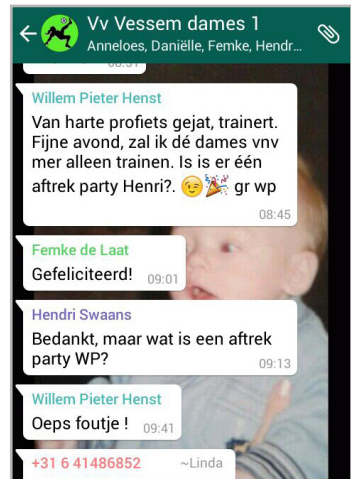 Vv Vessem dames 1
Anneloes, Daniëlle, Femke, Hendr...
Willem Pieter Henst
Van harte profiets gejat, trainert.
Fijne avond, zal ik dé dames vnv
mer alleen trainen. Is is er één
aftrek party Henri?. 😉🎉 gr wp
08:45
Femke de Laat
Gefeliciteerd! 09:01
Hendri Swaans
Bedankt, maar wat is een aftrek
party WP? 09:13
Willem Pieter Henst
Oeps foutje ! 09:41
+31 6 41486852 ~Linda